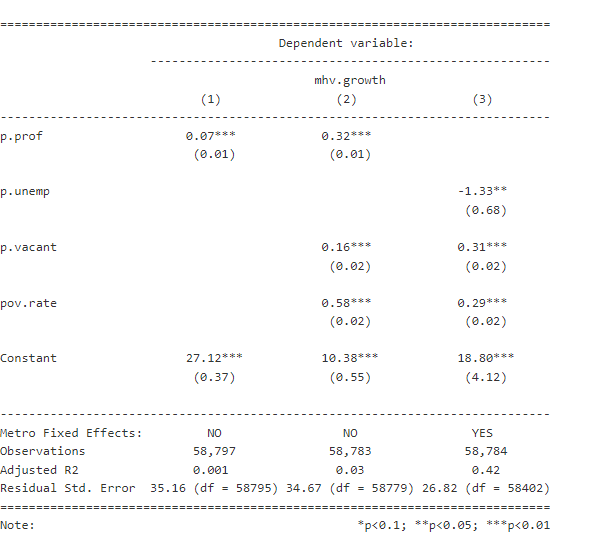 ==============================================================================
Dependent variable:
--------------------------------------------------------
mhv.growth
(1) (2) (3)
------------------------------------------------------------------------------
p.prof 0.07*** 0.32***
(0.01) (0.01)
p.unemp -1.33**
(0.68)
p.vacant 0.16*** 0.31***
(0.02) (0.02)
pov.rate 0.58*** 0.29***
(0.02) (0.02)
Constant 27.12*** 10.38*** 18.80***
(0.37) (0.55) (4.12)
------------------------------------------------------------------------------
Metro Fixed Effects: NO NO YES
Observations 58,797 58,783 58,784
Adjusted R2 0.001 0.03 0.42
Residual Std. Error 35.16 (df = 58795) 34.67 (df = 58779) 26.82 (df = 58402)
==============================================================================
Note: *p<0.1; **p<0.05; ***p<0.01